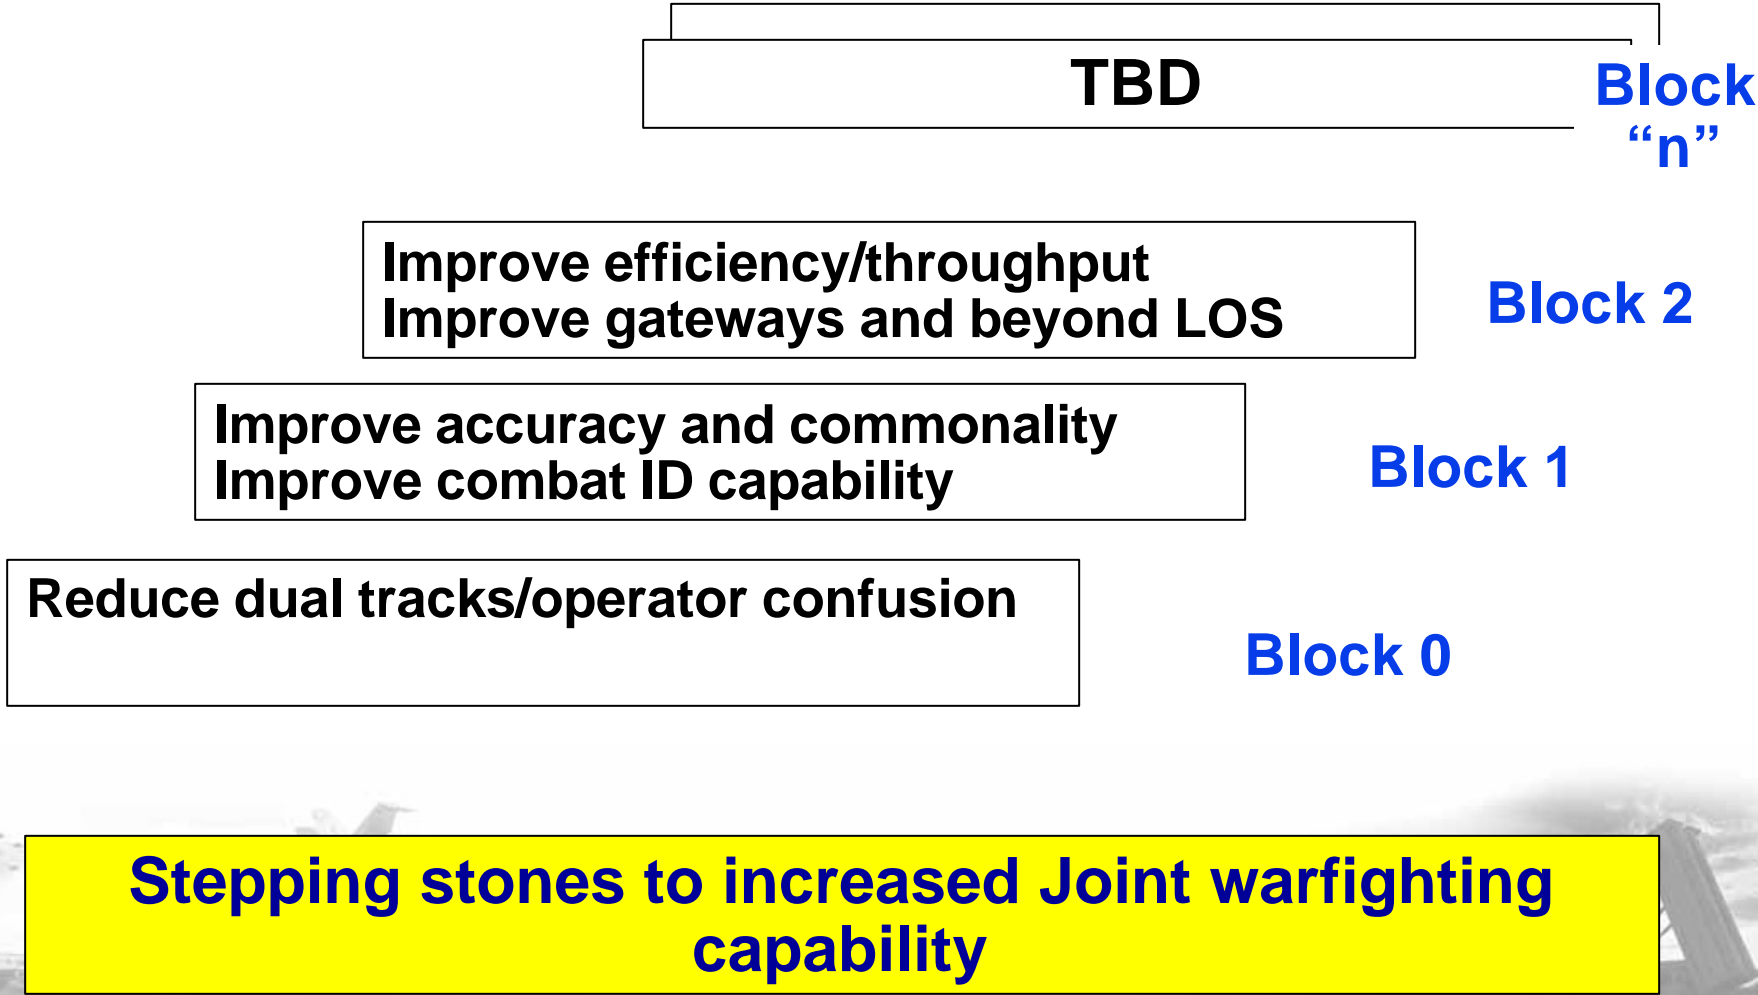 TBD
Block
“n”
Improve efficiency/throughput
Improve gateways and beyond LOS
Block 2
Improve accuracy and commonality
Improve combat ID capability
Block 1
Reduce dual tracks/operator confusion
Block 0
Stepping stones to increased Joint warfighting
capability